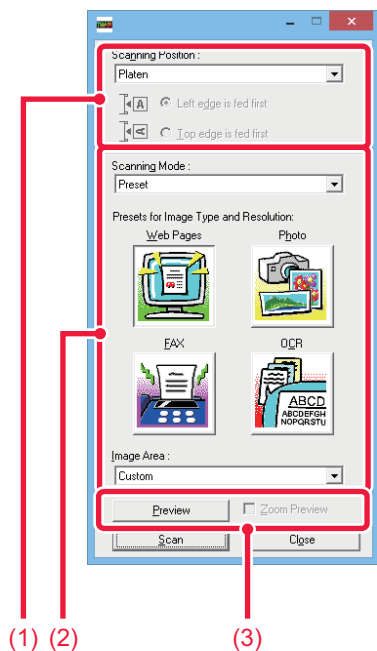 Scanning Position :
Platen
A Left edge is fed first
A Top edge is fed first
Scanning Mode :
Preset
Presets for Image Type and Resolution:
Web Pages Photo
FAX OCR
ABCD
ABCDEFGH
NOPQRSTU
Image Area :
Custom
Preview Zoom Preview
Scan Close
(1) (2) (3)